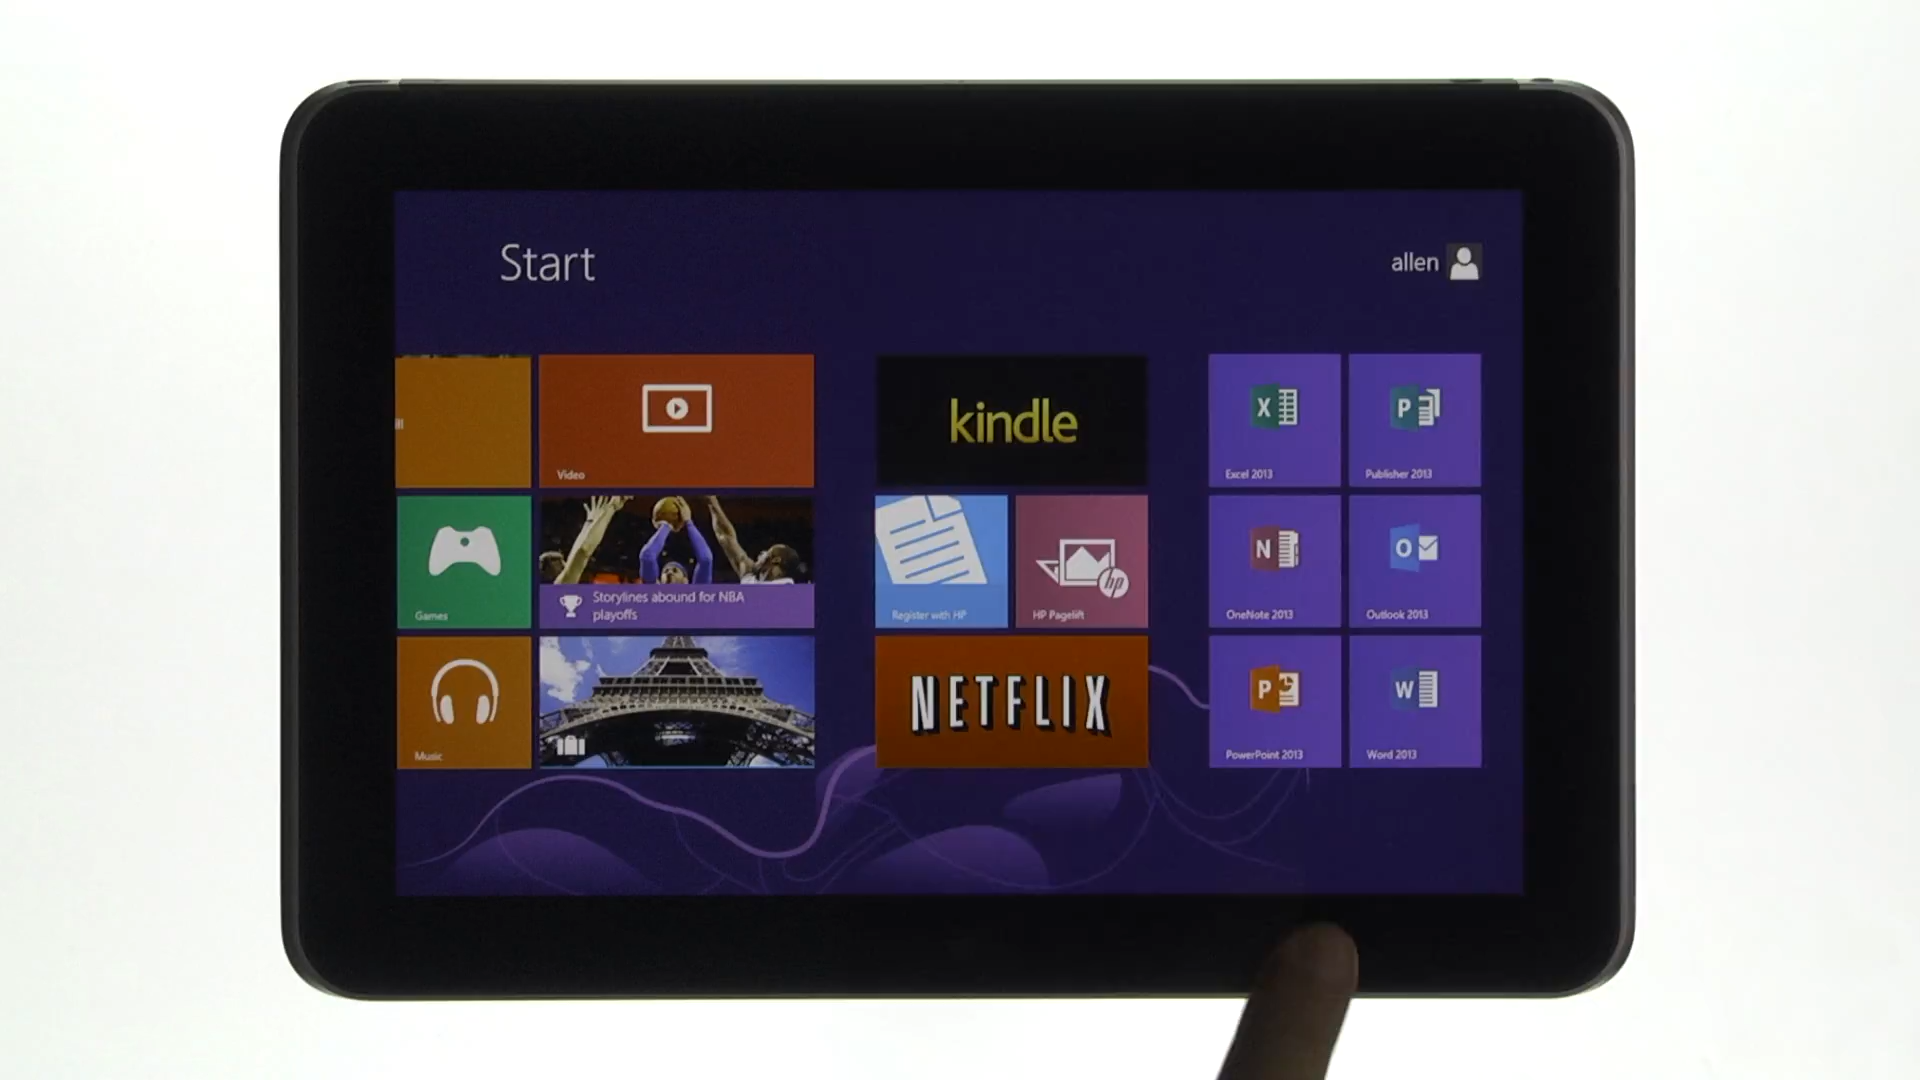 Start
allen
Video
kindle
Excel 2013
Publisher 2013
Games
Storylines abound for NBA
playoffs
Register with HP
hp
HP Pagelift
N
OneNote 2013
O
Outlook 2013
X
P
Music
NETFLIX
P
PowerPoint 2013
W
Word 2013